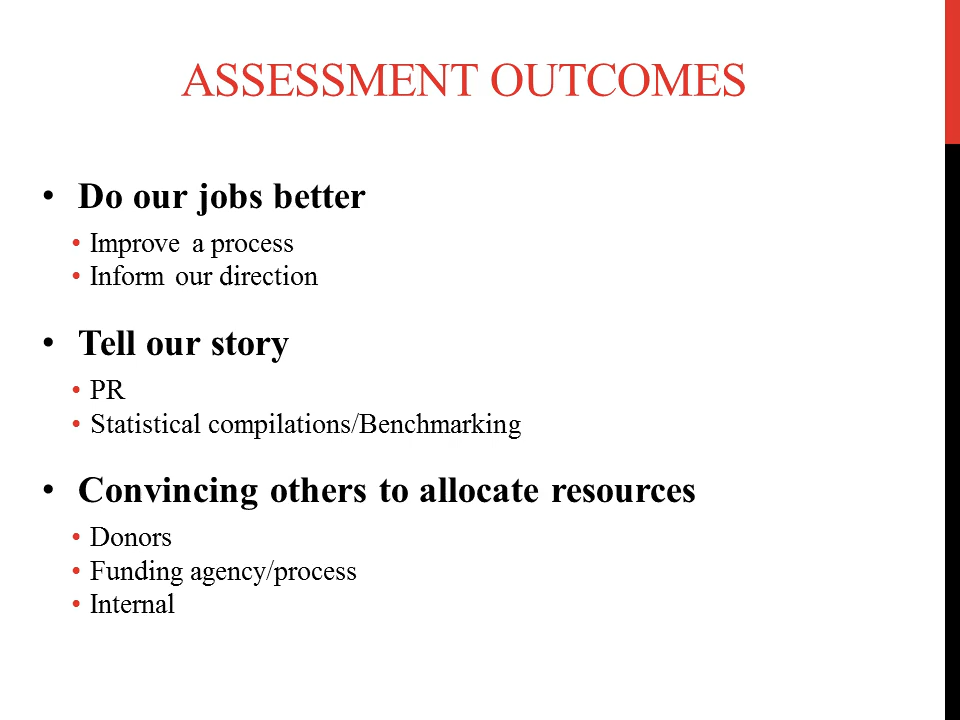 ASSESSMENT OUTCOMES
• Do our jobs better
• Improve a process
• Inform our direction
• Tell our story
• PR
• Statistical compilations/Benchmarking
• Convincing others to allocate resources
• Donors
• Funding agency/process
• Internal